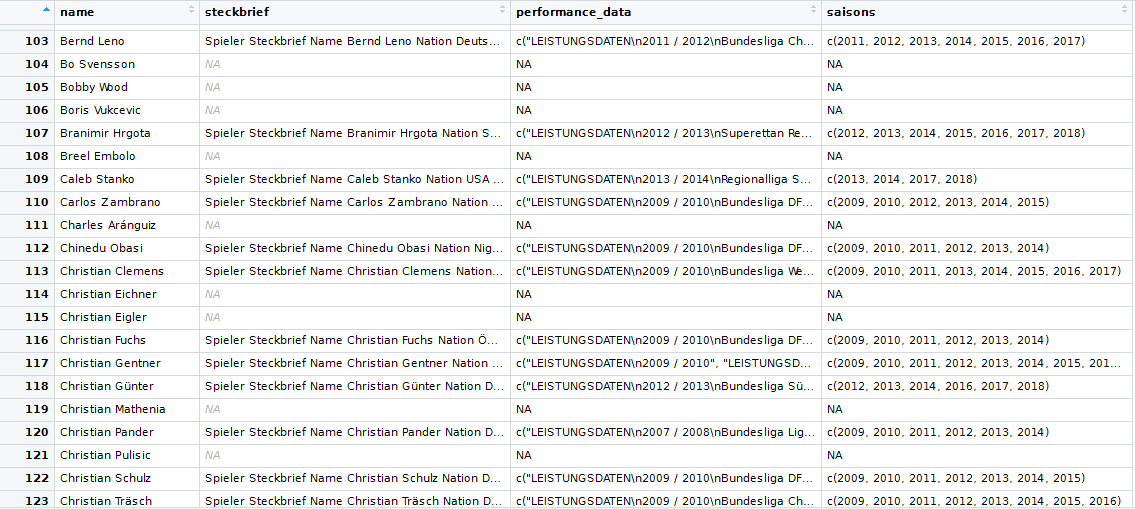 name steckbrief performance_data saisons
103 Bernd Leno Spieler Steckbrief Name Bernd Leno Nation Deuts... c("LEISTUNGSDATEN\n2011 / 2012\nBundesliga Ch... c(2011, 2012, 2013, 2014, 2015, 2016, 2017)
104 Bo Svensson NA NA NA
105 Bobby Wood NA NA NA
106 Boris Vukcevic NA NA NA
107 Branimir Hrgota Spieler Steckbrief Name Branimir Hrgota Nation S... c("LEISTUNGSDATEN\n2012 / 2013\nSuperettan Re... c(2012, 2013, 2014, 2015, 2016, 2017, 2018)
108 Breel Embolo NA NA NA
109 Caleb Stanko Spieler Steckbrief Name Caleb Stanko Nation USA ... c("LEISTUNGSDATEN\n2013 / 2014\nRegionalliga S... c(2013, 2014, 2017, 2018)
110 Carlos Zambrano Spieler Steckbrief Name Carlos Zambrano Nation ... c("LEISTUNGSDATEN\n2009 / 2010\nBundesliga DF... c(2009, 2010, 2012, 2013, 2014, 2015)
111 Charles Aránguiz NA NA NA
112 Chinedu Obasi Spieler Steckbrief Name Chinedu Obasi Nation Nig... c("LEISTUNGSDATEN\n2009 / 2010\nBundesliga DF... c(2009, 2010, 2011, 2012, 2013, 2014)
113 Christian Clemens Spieler Steckbrief Name Christian Clemens Nation... c("LEISTUNGSDATEN\n2009 / 2010\nBundesliga We... c(2009, 2010, 2011, 2013, 2014, 2015, 2016, 2017)
114 Christian Eichner NA NA NA
115 Christian Eigler NA NA NA
116 Christian Fuchs Spieler Steckbrief Name Christian Fuchs Nation Ö... c("LEISTUNGSDATEN\n2009 / 2010\nBundesliga DF... c(2009, 2010, 2011, 2012, 2013, 2014)
117 Christian Gentner Spieler Steckbrief Name Christian Gentner Nation ... c("LEISTUNGSDATEN\n2009 / 2010", "LEISTUNGSD... c(2009, 2010, 2011, 2012, 2013, 2014, 2015, 201...
118 Christian Günter Spieler Steckbrief Name Christian Günter Nation D... c("LEISTUNGSDATEN\n2012 / 2013\nBundesliga Sü... c(2012, 2013, 2014, 2016, 2017, 2018)
119 Christian Mathenia NA NA NA
120 Christian Pander Spieler Steckbrief Name Christian Pander Nation D... c("LEISTUNGSDATEN\n2007 / 2008\nBundesliga Lig... c(2009, 2010, 2011, 2012, 2013, 2014)
121 Christian Pulisic NA NA NA
122 Christian Schulz Spieler Steckbrief Name Christian Schulz Nation D... c("LEISTUNGSDATEN\n2009 / 2010\nBundesliga DF... c(2009, 2010, 2011, 2012, 2013, 2014, 2015)
123 Christian Träsch Spieler Steckbrief Name Christian Träsch Nation D... c("LEISTUNGSDATEN\n2009 / 2010\nBundesliga Ch... c(2009, 2010, 2011, 2012, 2013, 2014, 2015, 2016)